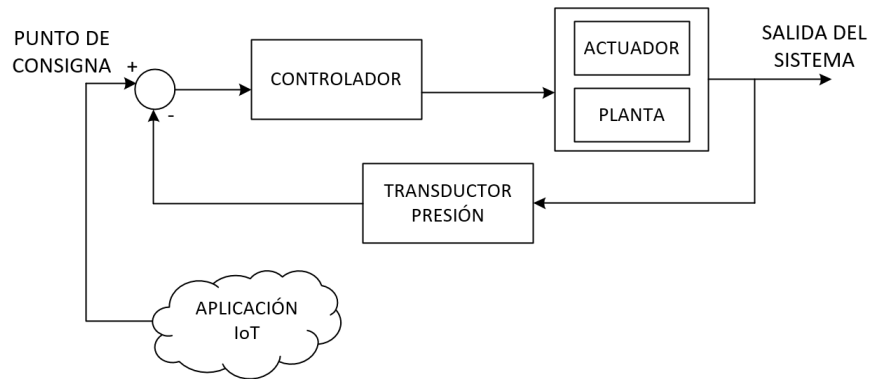 PUNTO DE
CONSIGNA
+
-
CONTROLADOR
ACTUADOR
PLANTA
SALIDA DEL
SISTEMA
TRANSDUCTOR
PRESIÓN
APLICACIÓN
IoT